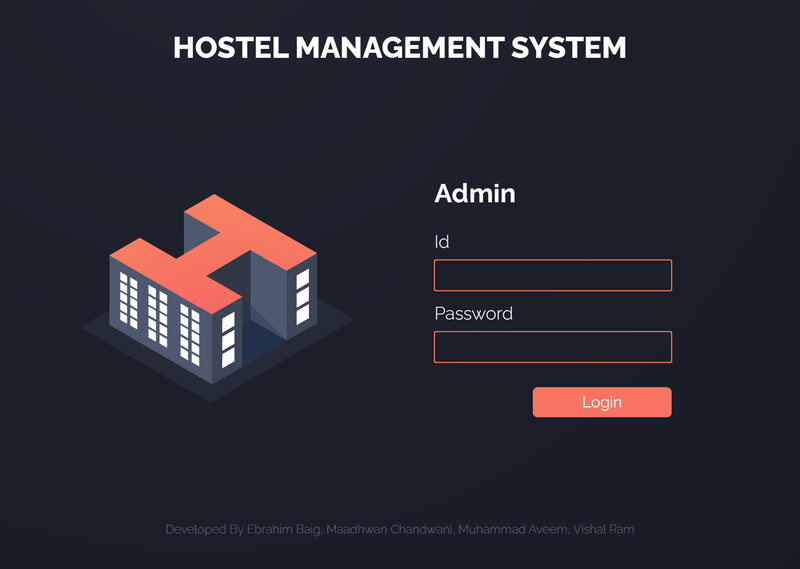 HOSTEL MANAGEMENT SYSTEM
Admin
Id
Password
Login
Developed By Ebrahim Baig, Maadhwan Chandwani, Muhammad Aveem, Vishal Ram